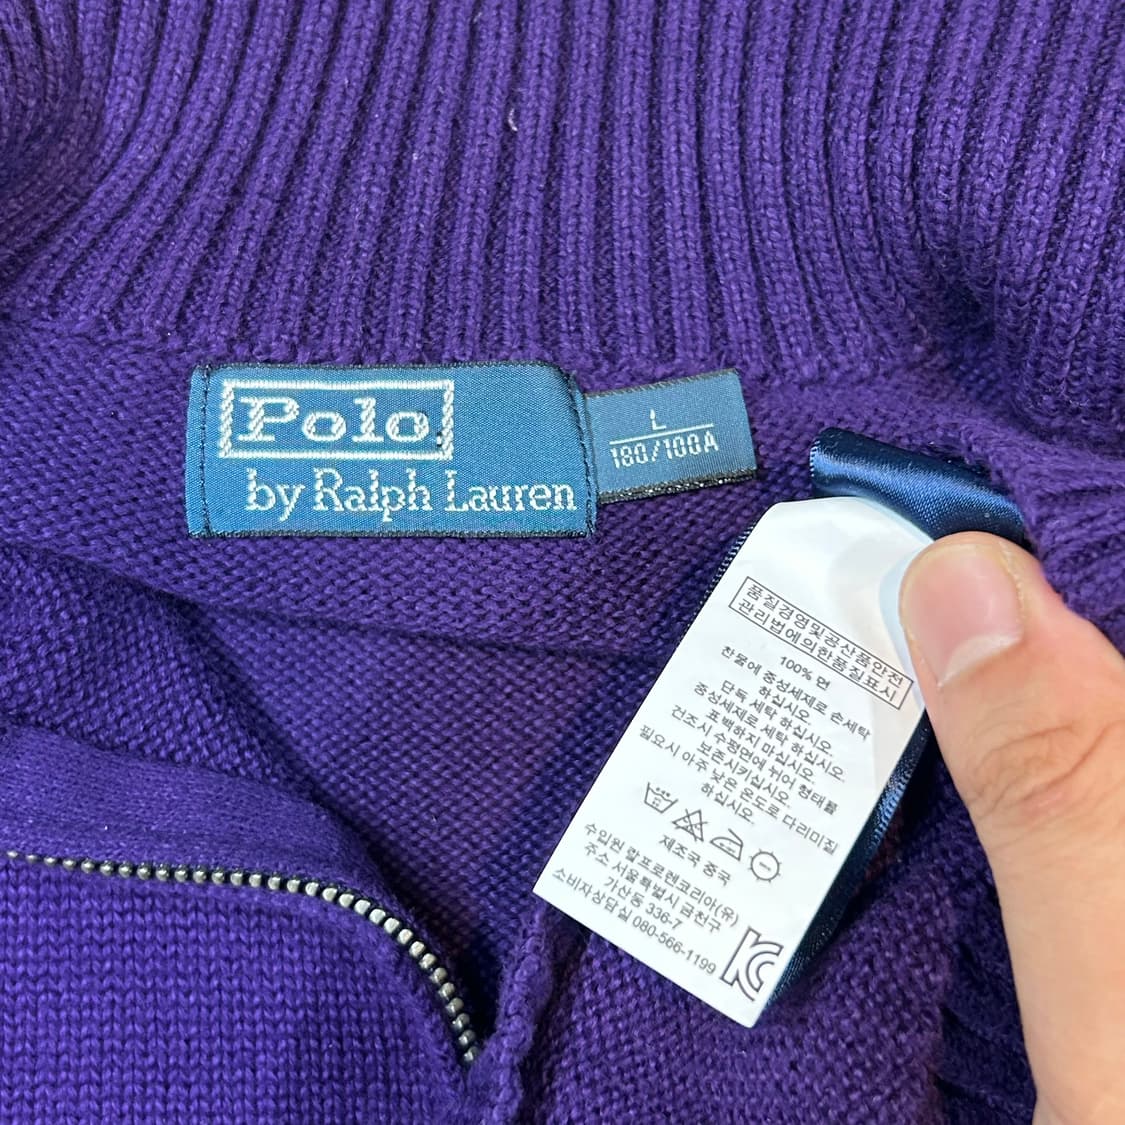 Polo
by Ralph Lauren
L
180/100A
품질경영및공산품안전
관리법에의한품질표시
100% 면
찬물에 중성세제로 손세탁
하십시오.
단독 세탁 하십시오.
중성세제로 세탁 하십시오.
표백하지 마십시오.
건조시 수평면에 뉘어 형태를
보존시키십시오.
필요시 아주 낮은 온도로 다리미질
하십시오.
제조국 중국
수입원 랄프로렌코리아(유)
주소 서울특별시 금천구
가산동 336-7
소비자상담실 080-566-1199
KC